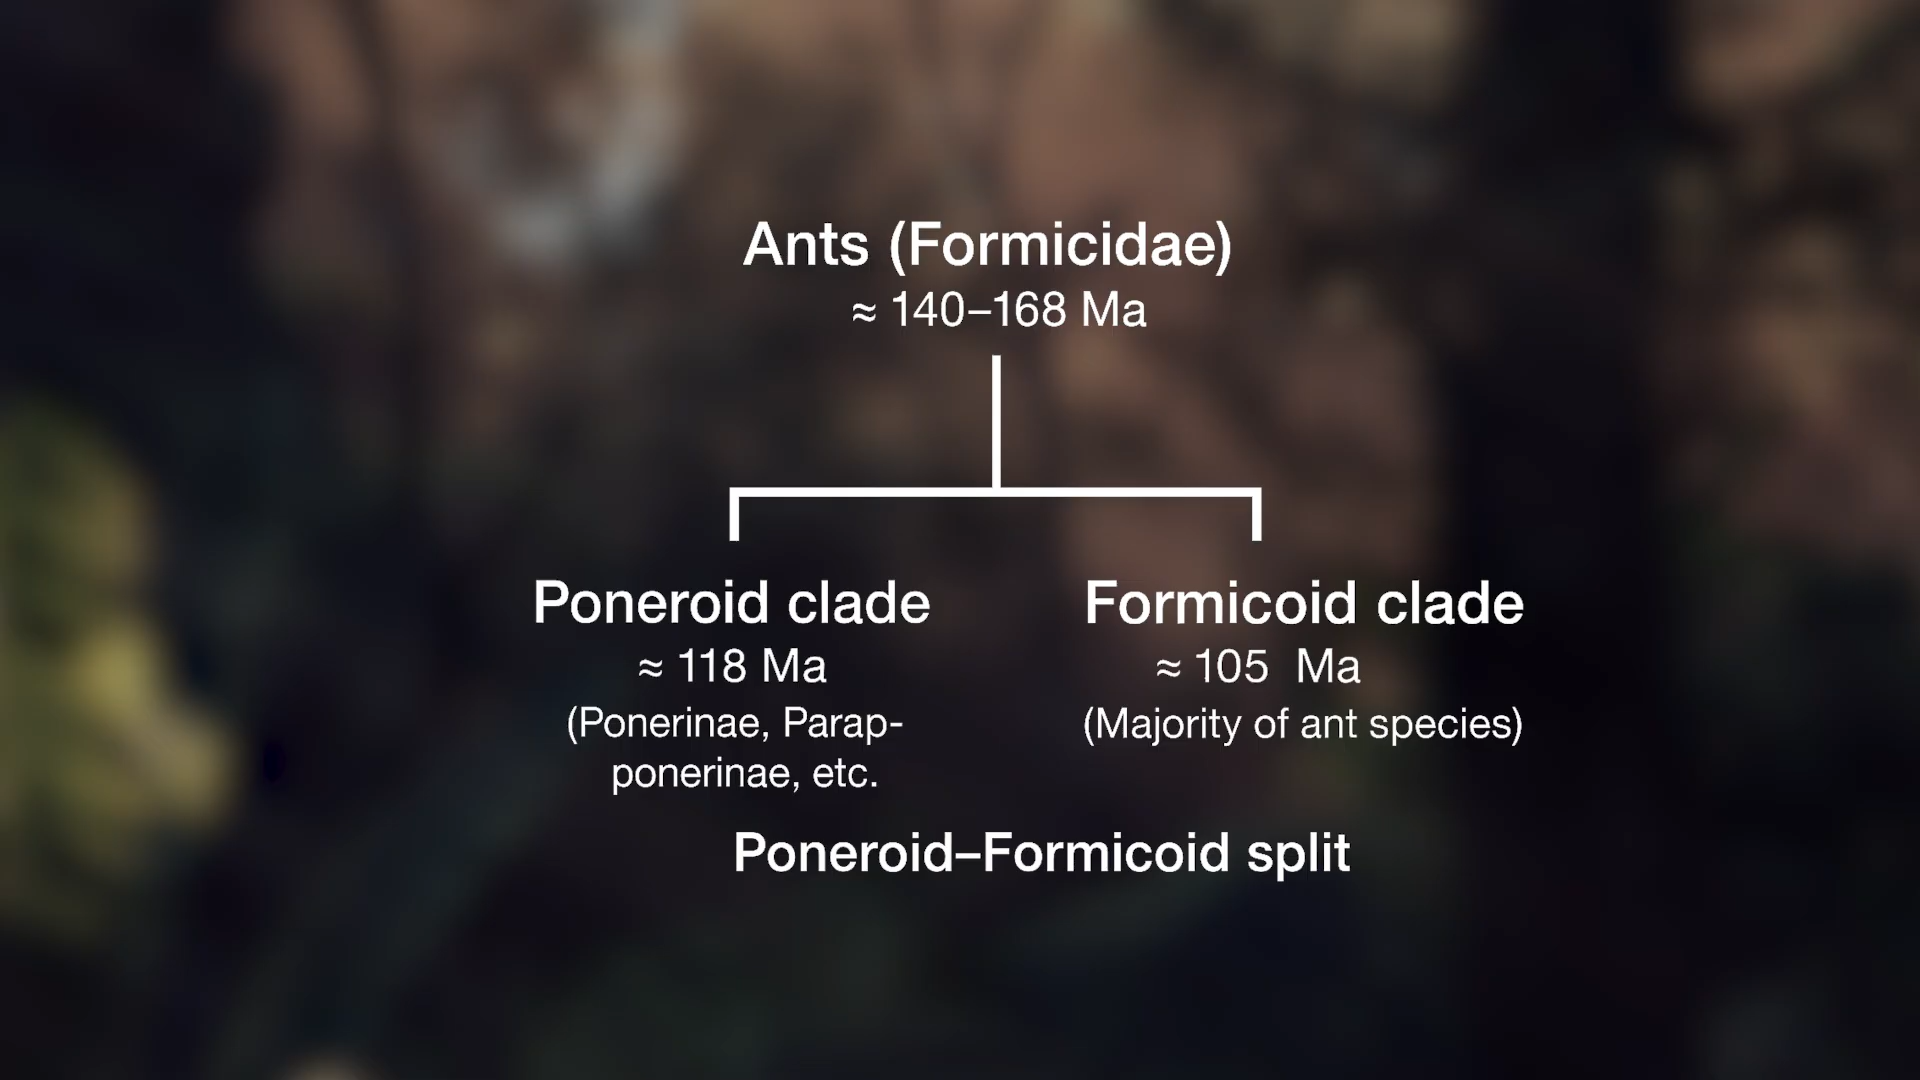 Ants (Formicidae)
≈ 140–168 Ma
Poneroid clade
≈ 118 Ma
(Ponerinae, Parap-
ponerinae, etc.
Formicoid clade
≈ 105 Ma
(Majority of ant species)
Poneroid–Formicoid split